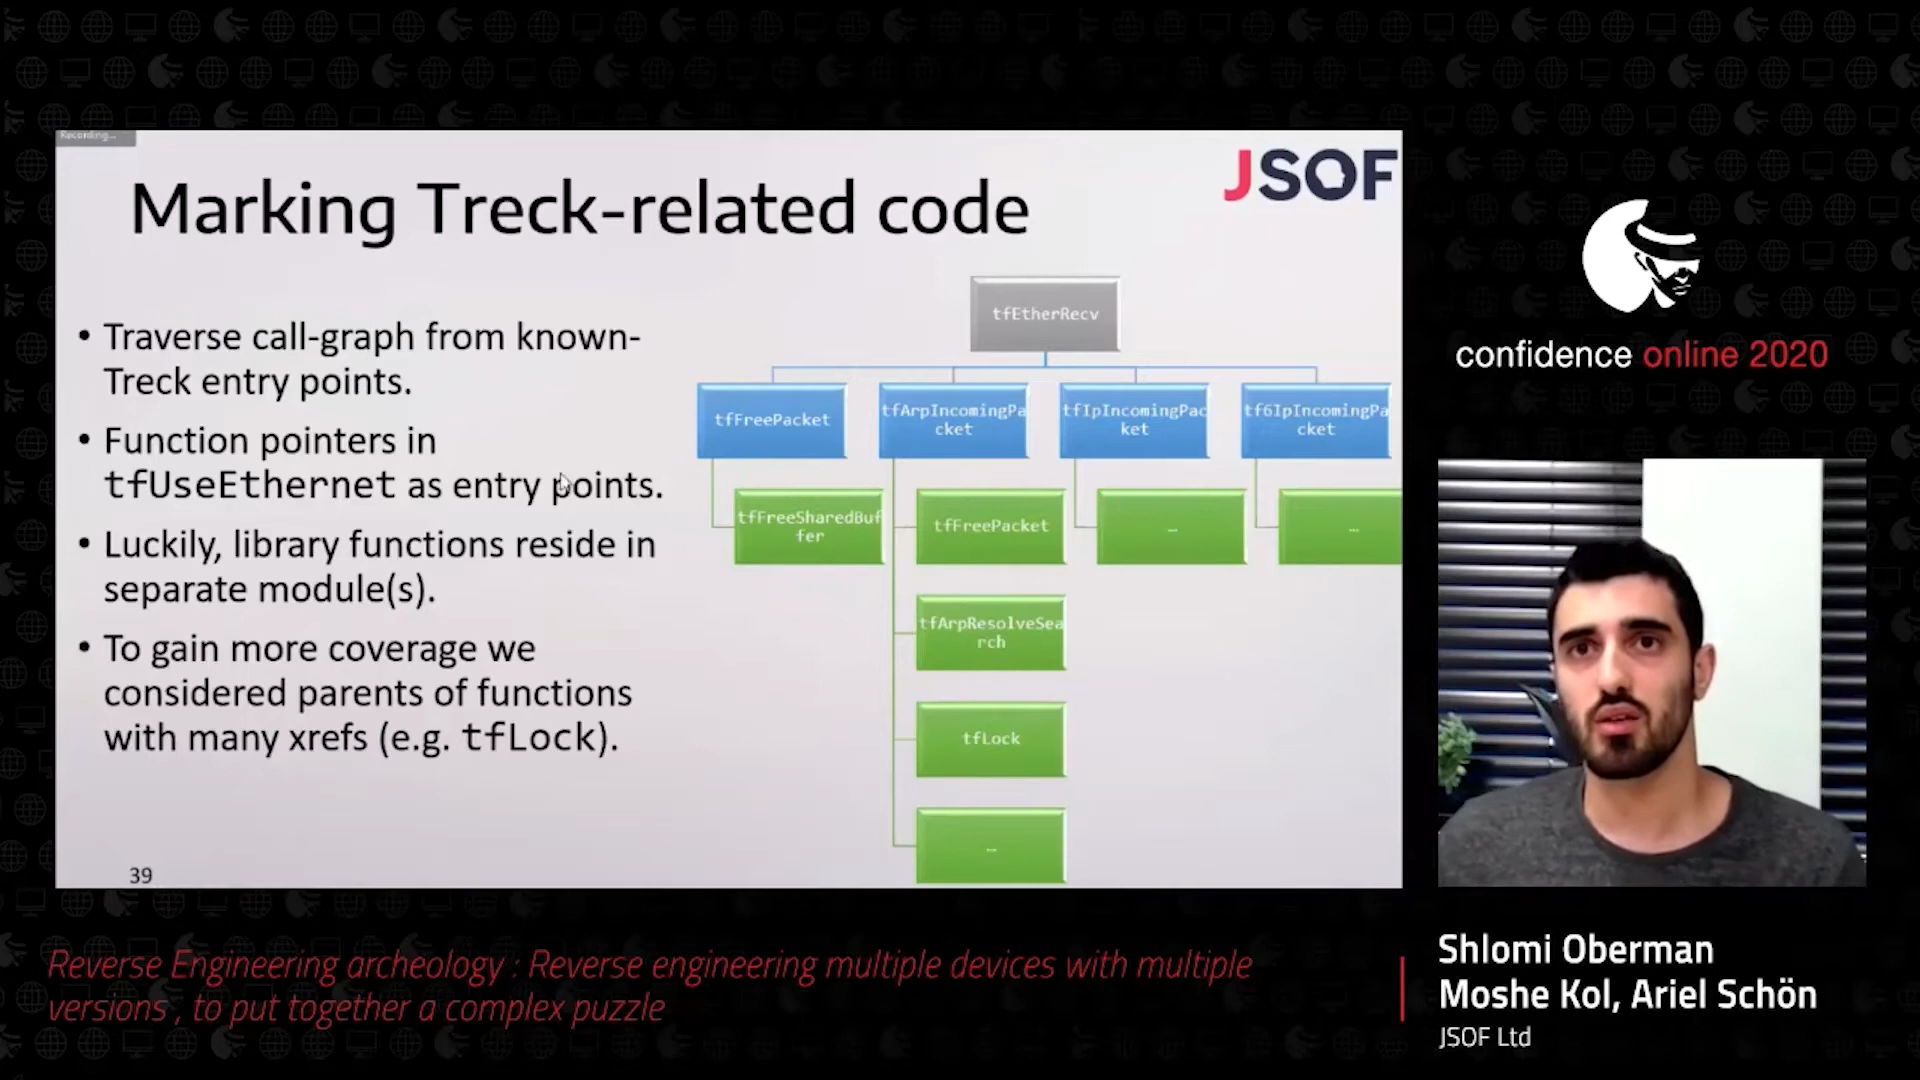 Recording...
JSOF
Marking Treck-related code
• Traverse call-graph from known-
Treck entry points.
• Function pointers in
tfUseEthernet as entry points.
• Luckily, library functions reside in
separate module(s).
• To gain more coverage we
considered parents of functions
with many xrefs (e.g. tfLock).
39
tfEtherRecv
tfFreePacket
tfArpIncomingPa
cket
tfIpIncomingPac
ket
tf6IpIncomingPa
cket
tfFreeSharedBuf
fer
tfFreePacket
…
…
tfArpResolveSea
rch
tfLock
…
confidence online 2020
Reverse Engineering archeology : Reverse engineering multiple devices with multiple
versions , to put together a complex puzzle
Shlomi Oberman
Moshe Kol, Ariel Schön
JSOF Ltd